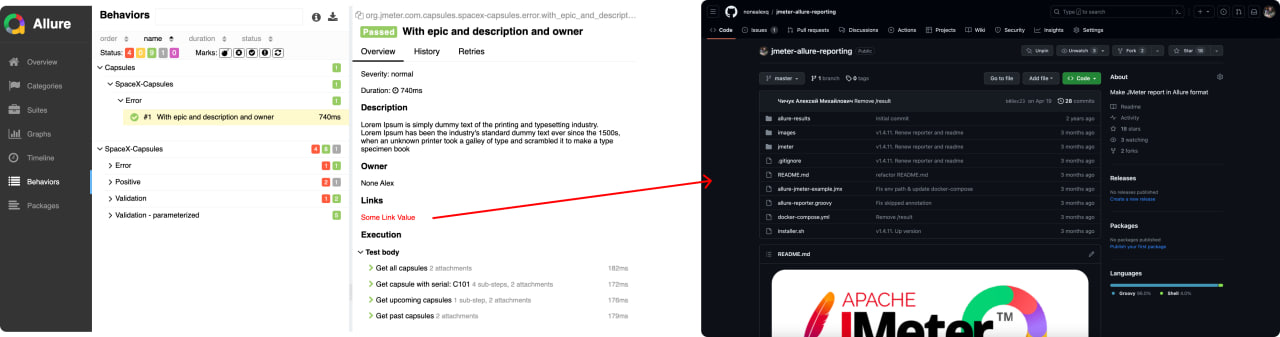 Allure
Overview
Categories
Suites
Graphs
Timeline
Behaviors
Packages
Behaviors
order name duration status
Status: 4 0 9 1 0 Marks:
Capsules 1
SpaceX-Capsules 1
Error 1
#1 With epic and description and owner 740ms
SpaceX-Capsules 4 8 1
Error 1 1
Positive 2 1
Validation 1 2
Validation - parameterized 5
org.jmeter.com.capsules.spacex-capsules.error.with_epic_and_descript...
Passed With epic and description and owner
Overview History Retries
Severity: normal
Duration: 740ms
Description
Lorem Ipsum is simply dummy text of the printing and typesetting industry.
Lorem Ipsum has been the industry's standard dummy text ever since the 1500s,
when an unknown printer took a galley of type and scrambled it to make a type
specimen book
Owner
None Alex
Links
Some Link Value
Execution
Test body
Get all capsules 2 attachments 182ms
Get capsule with serial: C101 4 sub-steps, 2 attachments 172ms
Get upcoming capsules 1 sub-step, 2 attachments 176ms
Get past capsules 2 attachments 179ms
nonealexq / jmeter-allure-reporting
Type / to search
Code Issues 1 Pull requests Discussions Actions Projects Wiki Security Insights Settings
jmeter-allure-reporting Public
Unpin Unwatch 3 Fork 2 Star 18
master 1 branch 0 tags
Go to file Add file Code
Чичук Алексей Михайлович Remove /result on Apr 19 28 commits
allure-results Initial commit 2 years ago
images v1.4.11. Renew reporter and readme 3 months ago
jmeter v1.4.11. Renew reporter and readme 3 months ago
.gitignore v1.4.11. Renew reporter and readme 3 months ago
README.md refactor README.md 3 months ago
allure-jmeter-example.jmx Fix env path & update docker-compose 3 months ago
allure-reporter.groovy Fix skipped annotation 3 months ago
docker-compose.yml Remove /result 3 months ago
installer.sh v1.4.11. Up version 3 months ago
README.md
APACHE
JMeter™
About
Make JMeter report in Allure format
Readme
Activity
18 stars
3 watching
2 forks
Releases
No releases published
Create a new release
Packages
No packages published
Publish your first package
Languages
Groovy 96.0% Shell 4.0%